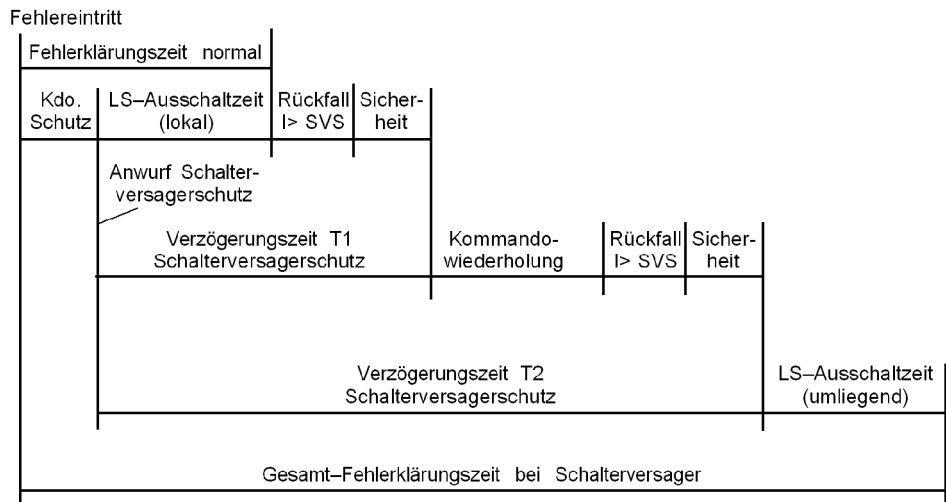 Fehlereintritt
Fehlerklärungszeit normal
Kdo.
Schutz
LS–Ausschaltzeit
(lokal)
Rückfall
I> SVS
Sicher-
heit
Anwurf Schalter-
versagerschutz
Verzögerungszeit T1
Schalterversagerschutz
Kommando-
wiederholung
Rückfall
I> SVS
Sicher-
heit
Verzögerungszeit T2
Schalterversagerschutz
LS–Ausschaltzeit
(umliegend)
Gesamt–Fehlerklärungszeit bei Schalterversager